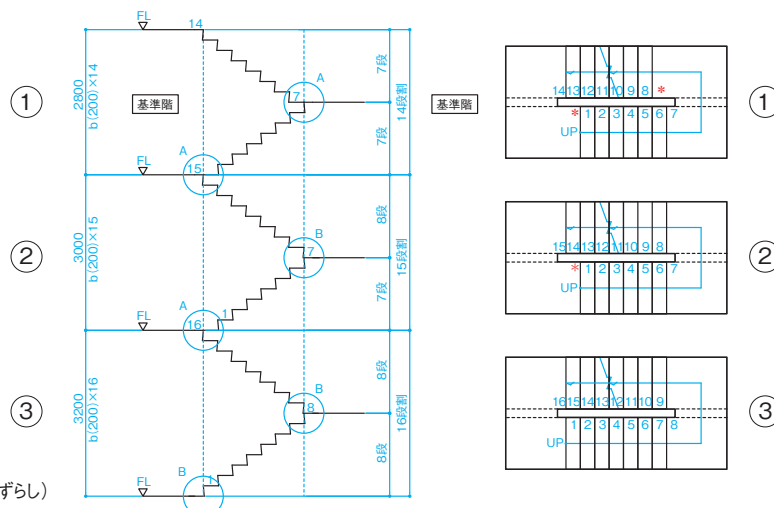 FL
14
①
2800
b(200)×14
基準階
A
7
7段
7段
14段割
FL
A
15
②
3000
b(200)×15
B
7
8段
7段
15段割
FL
A
16
1
③
3200
b(200)×16
B
8
8段
8段
16段割
FL
B
1
ずらし)
基準階
①
14 13 12 11 10 9 8 *
* 1 2 3 4 5 6 7
UP
②
15 14 13 12 11 10 9 8
* 1 2 3 4 5 6 7
UP
③
16 15 14 13 12 11 10 9
1 2 3 4 5 6 7 8
UP